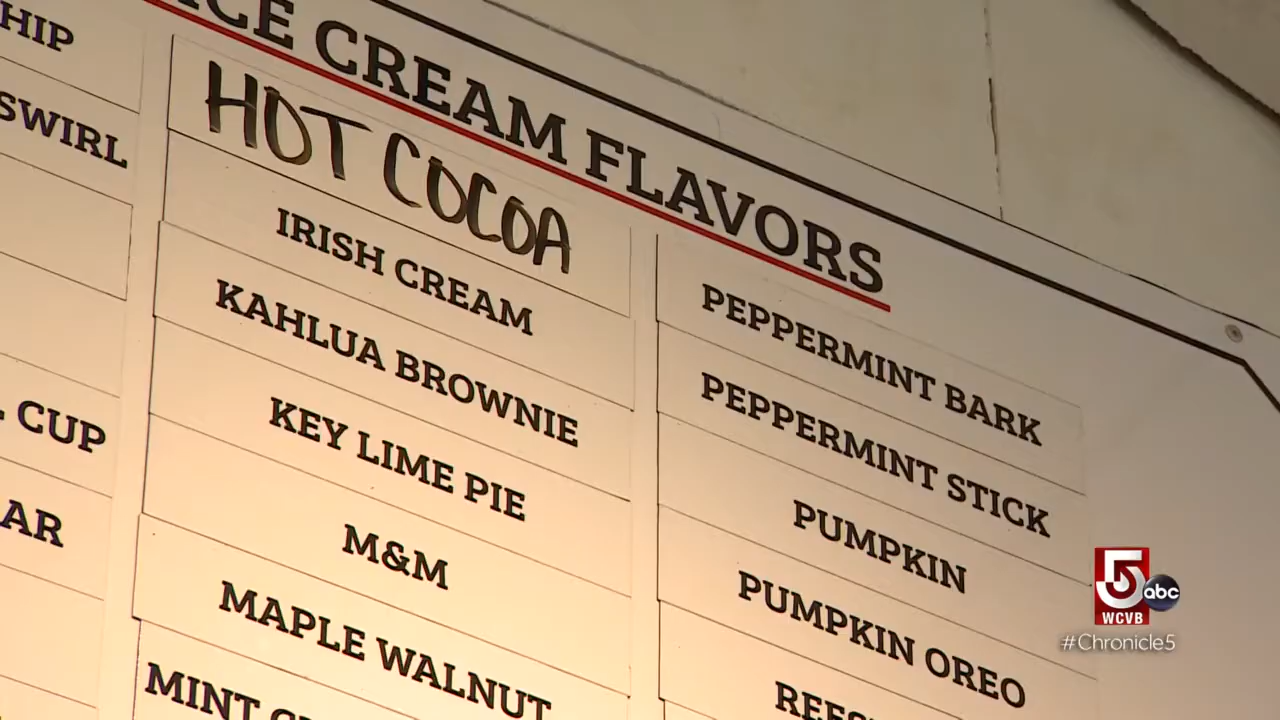 ICE CREAM FLAVORS
HIP
SWIRL
CUP
AR
HOT COCOA
IRISH CREAM
KAHLUA BROWNIE
KEY LIME PIE
M&M
MAPLE WALNUT
MINT
PEPPERMINT BARK
PEPPERMINT STICK
PUMPKIN
PUMPKIN OREO
5 abc
WCVB
#Chronicle5